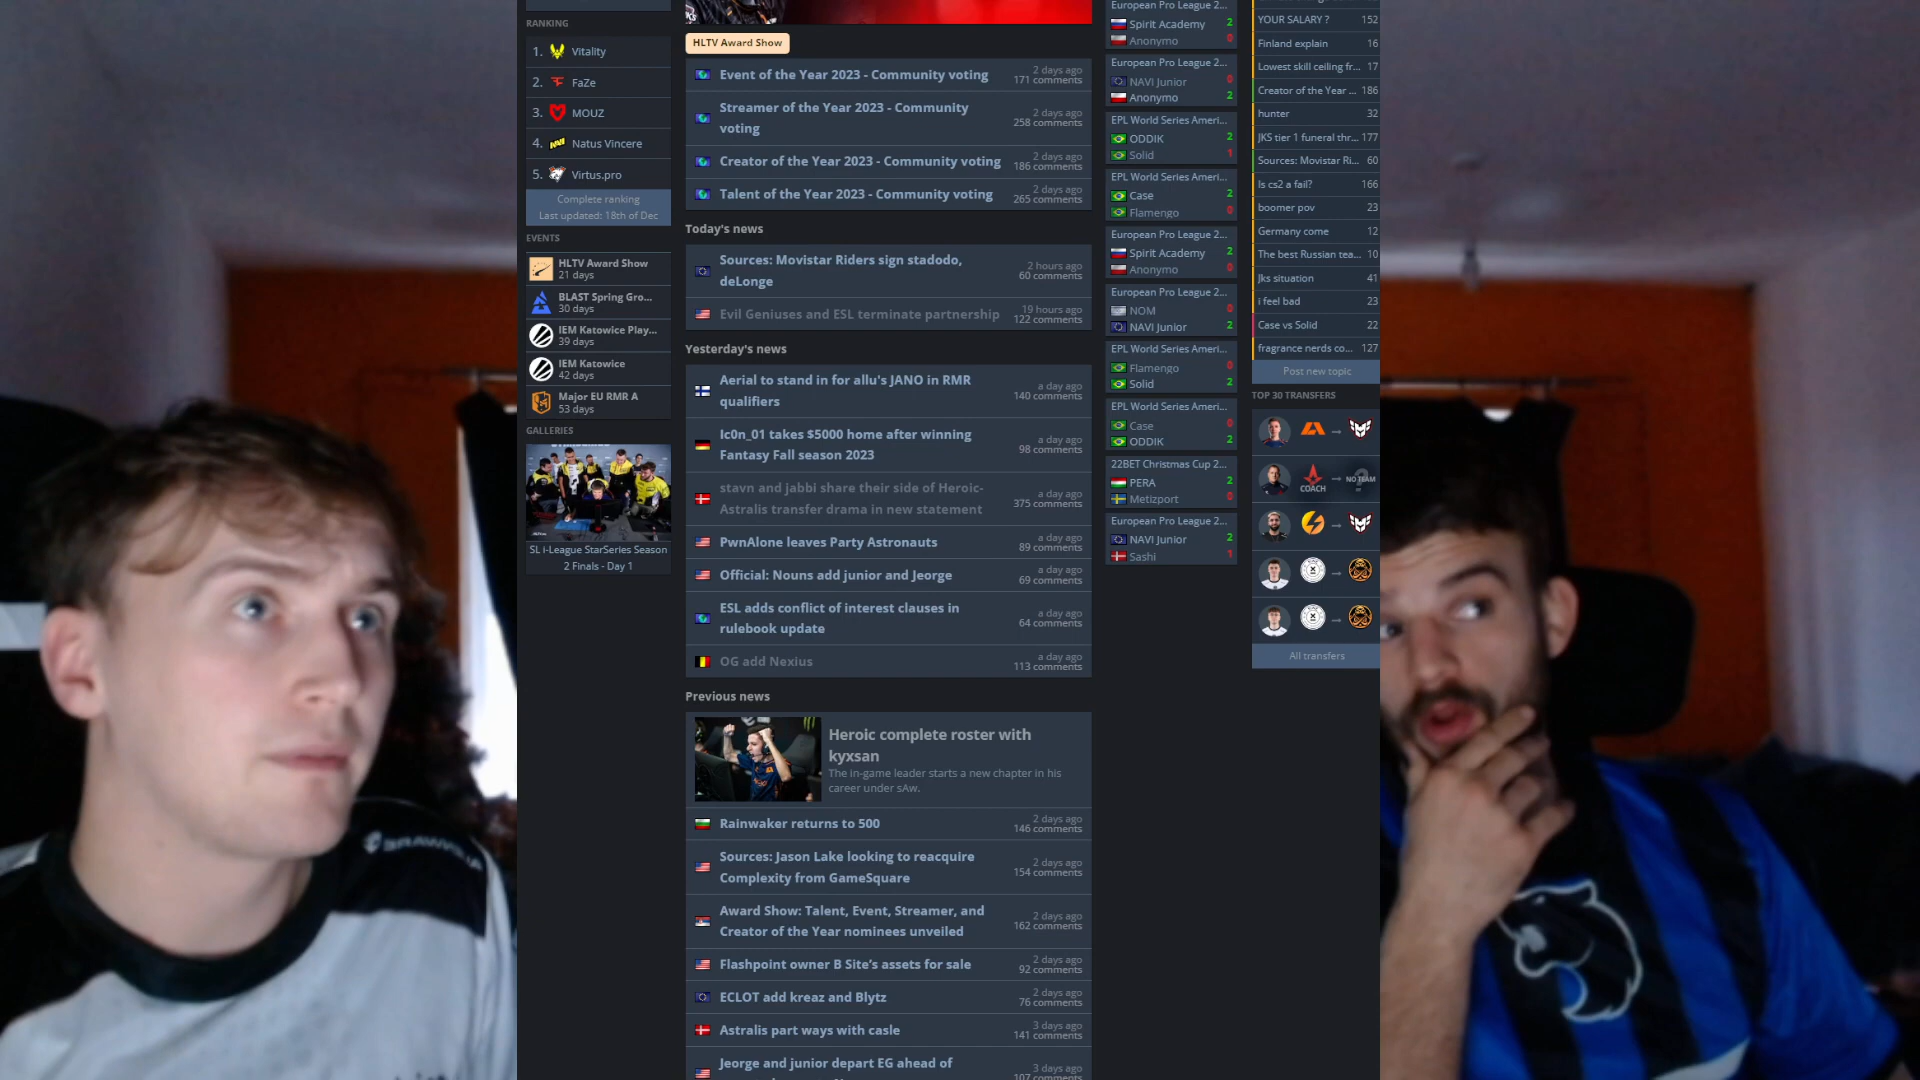 RANKING
1. Vitality
2. FaZe
3. MOUZ
4. Natus Vincere
5. Virtus.pro
Complete ranking
Last updated: 18th of Dec
EVENTS
HLTV Award Show
21 days
BLAST Spring Gro...
30 days
IEM Katowice Play...
39 days
IEM Katowice
42 days
Major EU RMR A
53 days
GALLERIES
SL i-League StarSeries Season
2 Finals - Day 1
HLTV Award Show
Event of the Year 2023 - Community voting
2 days ago
171 comments
Streamer of the Year 2023 - Community
voting
2 days ago
258 comments
Creator of the Year 2023 - Community voting
2 days ago
186 comments
Talent of the Year 2023 - Community voting
2 days ago
265 comments
Today's news
Sources: Movistar Riders sign stadodo,
deLonge
2 hours ago
60 comments
Evil Geniuses and ESL terminate partnership
19 hours ago
122 comments
Yesterday's news
Aerial to stand in for allu's JANO in RMR
qualifiers
a day ago
140 comments
Ic0n_01 takes $5000 home after winning
Fantasy Fall season 2023
a day ago
98 comments
stavn and jabbi share their side of Heroic-
Astralis transfer drama in new statement
a day ago
375 comments
PwnAlone leaves Party Astronauts
a day ago
89 comments
Official: Nouns add junior and Jeorge
a day ago
69 comments
ESL adds conflict of interest clauses in
rulebook update
a day ago
64 comments
OG add Nexius
a day ago
113 comments
Previous news
Heroic complete roster with
kyxsan
The in-game leader starts a new chapter in his
career under sAw.
Rainwaker returns to 500
2 days ago
146 comments
Sources: Jason Lake looking to reacquire
Complexity from GameSquare
2 days ago
154 comments
Award Show: Talent, Event, Streamer, and
Creator of the Year nominees unveiled
2 days ago
162 comments
Flashpoint owner B Site's assets for sale
2 days ago
92 comments
ECLOT add kreaz and Blytz
2 days ago
76 comments
Astralis part ways with casle
3 days ago
141 comments
Jeorge and junior depart EG ahead of
3 days ago
107 comments
European Pro League 2...
Spirit Academy 2
Anonymo 0
European Pro League 2...
NAVI Junior 0
Anonymo 2
EPL World Series Ameri...
ODDIK 2
Solid 1
EPL World Series Ameri...
Case 2
Flamengo 0
European Pro League 2...
Spirit Academy 2
Anonymo 0
European Pro League 2...
NOM 0
NAVI Junior 2
EPL World Series Ameri...
Flamengo 0
Solid 2
EPL World Series Ameri...
Case 0
ODDIK 2
22BET Christmas Cup 2...
PERA 2
Metizport 0
European Pro League 2...
NAVI Junior 2
Sashi 1
YOUR SALARY ? 152
Finland explain 16
Lowest skill ceiling fr... 17
Creator of the Year ... 186
hunter 32
JKS tier 1 funeral thr... 177
Sources: Movistar Ri... 60
Is cs2 a fail? 166
boomer pov 23
Germany come 12
The best Russian tea... 10
Jks situation 41
i feel bad 23
Case vs Solid 22
fragrance nerds co... 127
Post new topic
TOP 30 TRANSFERS
COACH
NO TEAM
All transfers